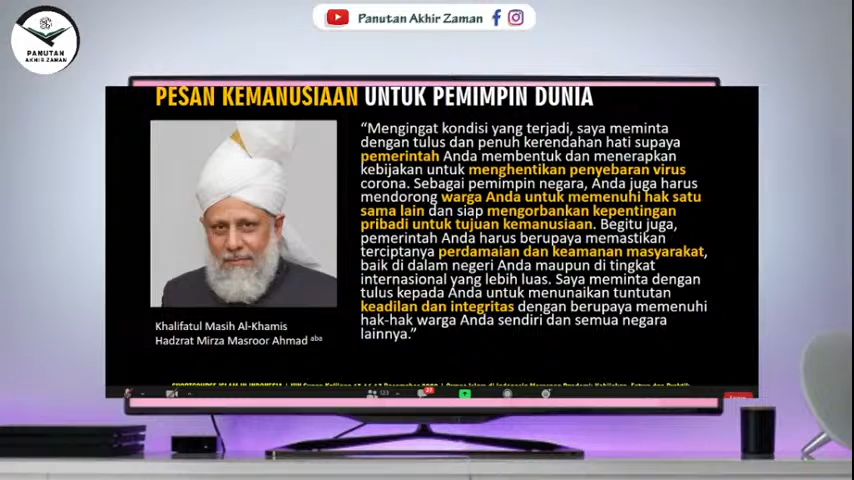 PANUTAN
AKHIR ZAMAN
Panutan Akhir Zaman
PESAN KEMANUSIAAN UNTUK PEMIMPIN DUNIA
“Mengingat kondisi yang terjadi, saya meminta
dengan tulus dan penuh kerendahan hati supaya
pemerintah Anda membentuk dan menerapkan
kebijakan untuk menghentikan penyebaran virus
corona. Sebagai pemimpin negara, Anda juga harus
mendorong warga Anda untuk memenuhi hak satu
sama lain dan siap mengorbankan kepentingan
pribadi untuk tujuan kemanusiaan. Begitu juga,
pemerintah Anda harus berupaya memastikan
terciptanya perdamaian dan keamanan masyarakat,
baik di dalam negeri Anda maupun di tingkat
internasional yang lebih luas. Saya meminta dengan
tulus kepada Anda untuk menunaikan tuntutan
keadilan dan integritas dengan berupaya memenuhi
hak-hak warga Anda sendiri dan semua negara
lainnya.”
Khalifatul Masih Al-Khamis
Hadzrat Mirza Masroor Ahmad aba